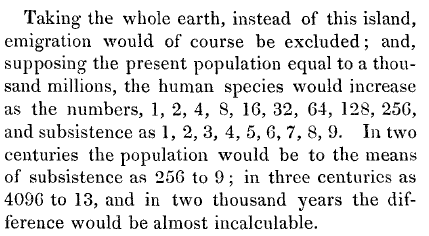 Taking the whole earth, instead of this island,
emigration would of course be excluded; and,
supposing the present population equal to a thou-
sand millions, the human species would increase
as the numbers, 1, 2, 4, 8, 16, 32, 64, 128, 256,
and subsistence as 1, 2, 3, 4, 5, 6, 7, 8, 9. In two
centuries the population would be to the means
of subsistence as 256 to 9; in three centuries as
4096 to 13, and in two thousand years the dif-
ference would be almost incalculable.